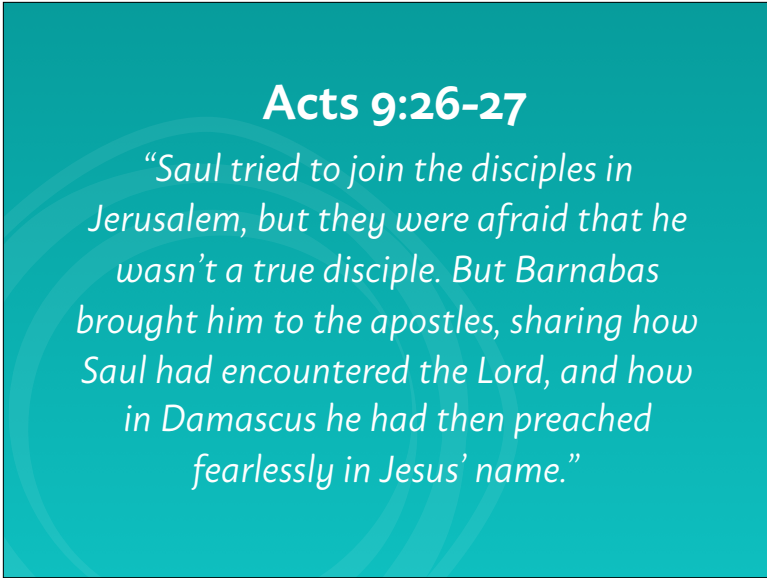 Acts 9:26-27
“Saul tried to join the disciples in
Jerusalem, but they were afraid that he
wasn’t a true disciple. But Barnabas
brought him to the apostles, sharing how
Saul had encountered the Lord, and how
in Damascus he had then preached
fearlessly in Jesus’ name.”